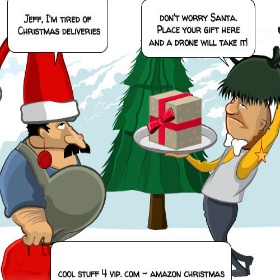 Jeff, I'm tired of
Christmas deliveries
don't worry Santa.
Place your gift here
and a drone will take it!
cool stuff 4 vip. com - amazon christmas